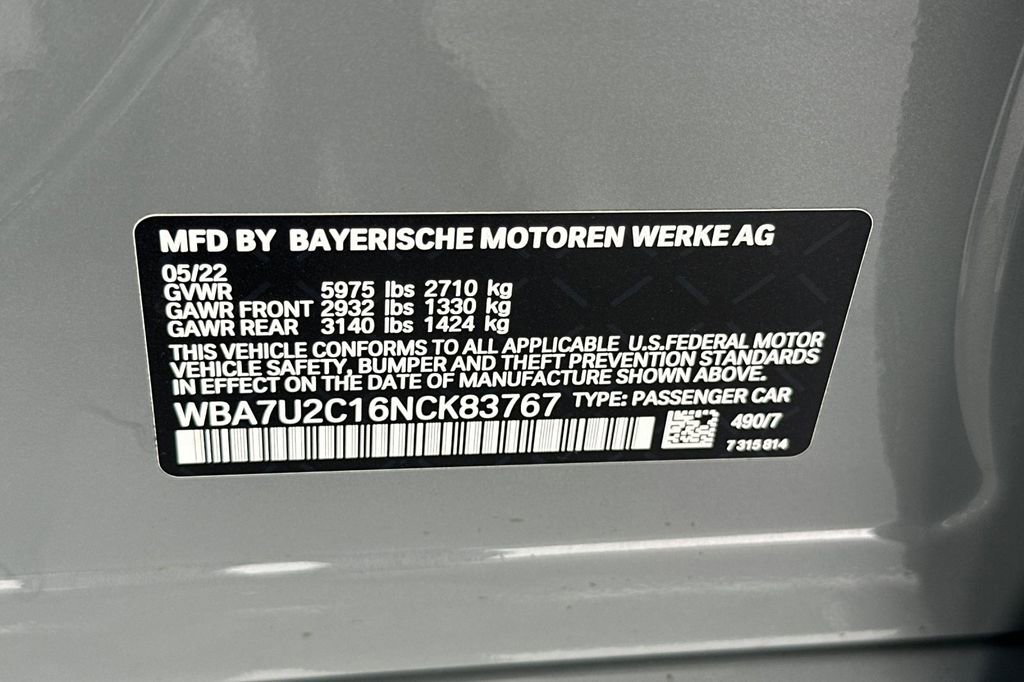 MFD BY BAYERISCHE MOTOREN WERKE AG
05/22
GVWR 5975 lbs 2710 kg
GAWR FRONT 2932 lbs 1330 kg
GAWR REAR 3140 lbs 1424 kg
THIS VEHICLE CONFORMS TO ALL APPLICABLE U.S.FEDERAL MOTOR
VEHICLE SAFETY, BUMPER AND THEFT PREVENTION STANDARDS
IN EFFECT ON THE DATE OF MANUFACTURE SHOWN ABOVE.
WBA7U2C16NCK83767 TYPE: PASSENGER CAR
490/7
7 315 814